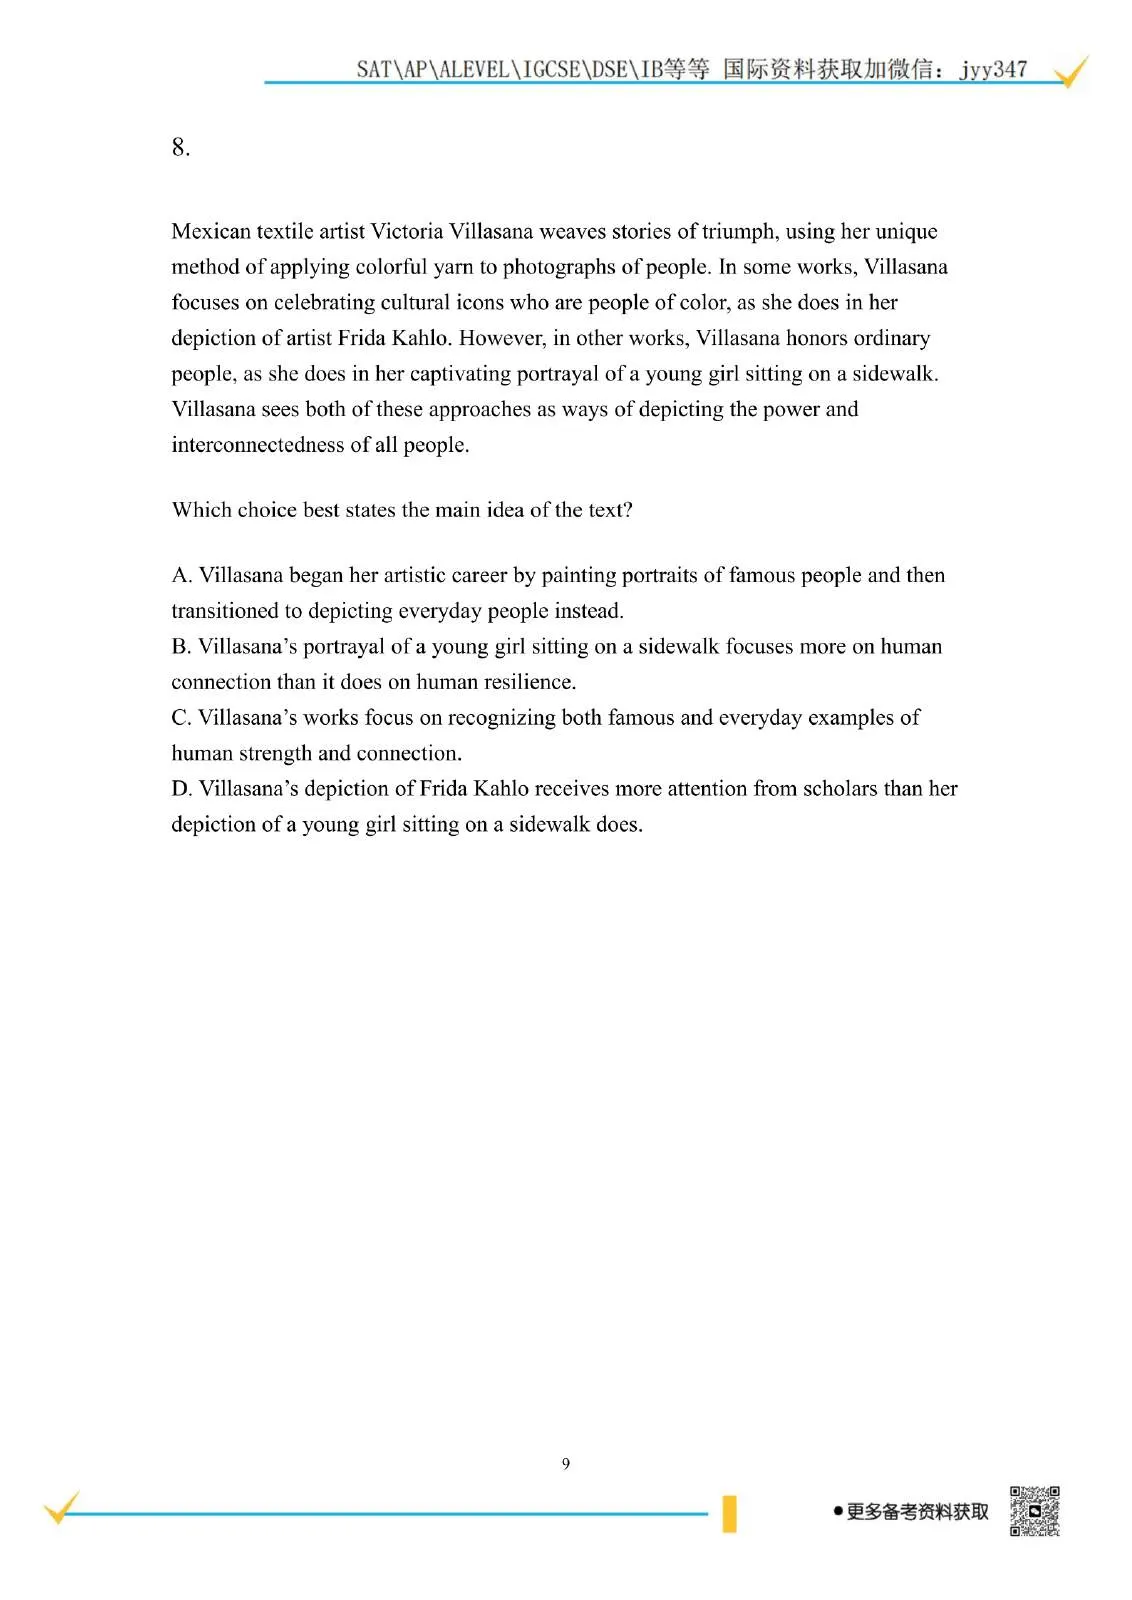 SAT\AP\ALEVEL\IGCSE\DSE\IB等等 国际资料获取加微信：jyy347
8.
Mexican textile artist Victoria Villasana weaves stories of triumph, using her unique
method of applying colorful yarn to photographs of people. In some works, Villasana
focuses on celebrating cultural icons who are people of color, as she does in her
depiction of artist Frida Kahlo. However, in other works, Villasana honors ordinary
people, as she does in her captivating portrayal of a young girl sitting on a sidewalk.
Villasana sees both of these approaches as ways of depicting the power and
interconnectedness of all people.
Which choice best states the main idea of the text?
A. Villasana began her artistic career by painting portraits of famous people and then
transitioned to depicting everyday people instead.
B. Villasana’s portrayal of a young girl sitting on a sidewalk focuses more on human
connection than it does on human resilience.
C. Villasana’s works focus on recognizing both famous and everyday examples of
human strength and connection.
D. Villasana’s depiction of Frida Kahlo receives more attention from scholars than her
depiction of a young girl sitting on a sidewalk does.
9
●更多备考资料获取